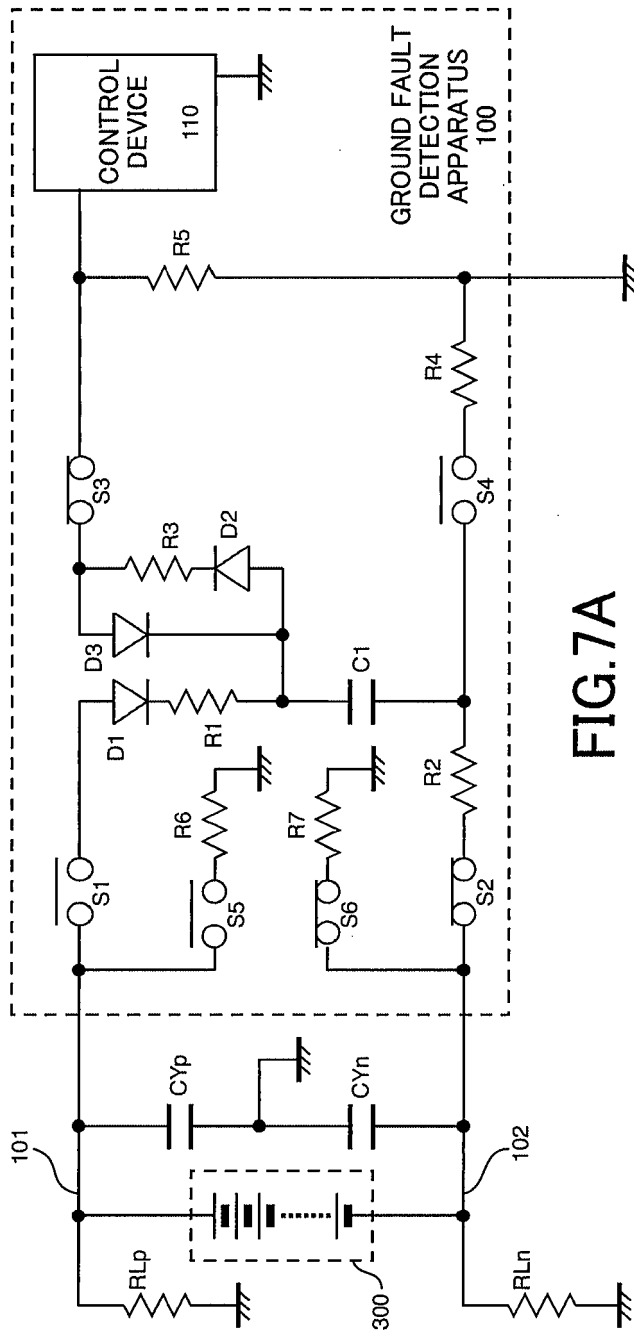 RLp
101
300
RLn
102
CYp
CYn
S1
S5
R6
S6
R7
S2
R2
D1
R1
D3
R3
D2
C1
S3
S4
R4
R5
CONTROL
DEVICE
110
GROUND FAULT
DETECTION
APPARATUS
100
FIG.7A